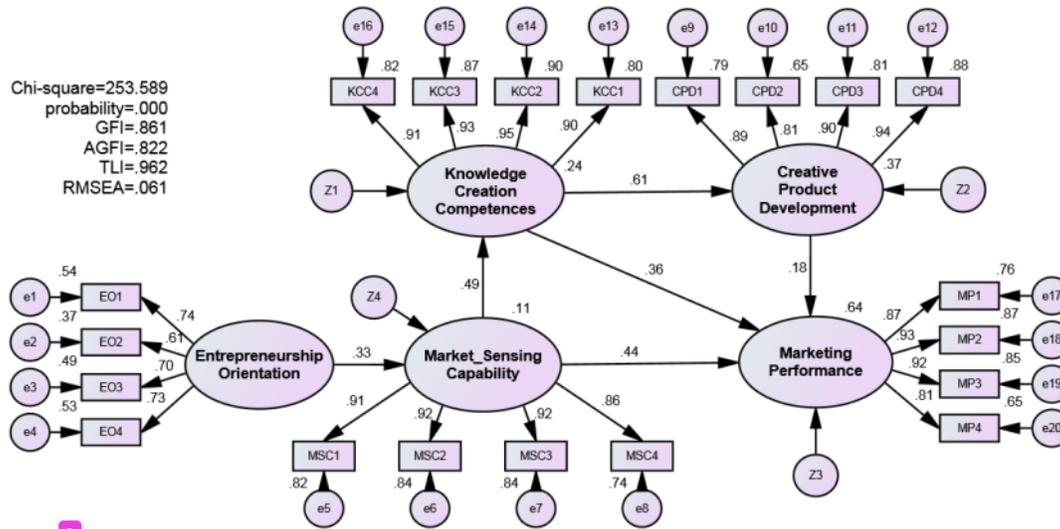 Chi-square=253.589
probability=.000
GFI=.861
AGFI=.822
TLI=.962
RMSEA=.061
e16 e15 e14 e13 e9 e10 e11 e12
.82 .87 .90 .80 .79 .65 .81 .88
KCC4 KCC3 KCC2 KCC1 CPD1 CPD2 CPD3 CPD4
.91 .93 .95 .90 .89 .81 .90 .94
.24 .37
Z1
Knowledge
Creation
Competences
.61
Creative
Product
Development
Z2
.49 .36 .18
Z4
.11 .64
.54
e1 EO1 .74
.37
e2 EO2 .61
.49
e3 EO3 .70
.53
e4 EO4 .73
Entrepreneurship
Orientation
.33
Market_Sensing
Capability
.44
Marketing
Performance
.76
.87 MP1 e17
.87
.93 MP2 e18
.85
.92 MP3 e19
.65
.81 MP4 e20
.91 .92 .92 .86
MSC1 MSC2 MSC3 MSC4
.82 .84 .84 .74
e5 e6 e7 e8
Z3